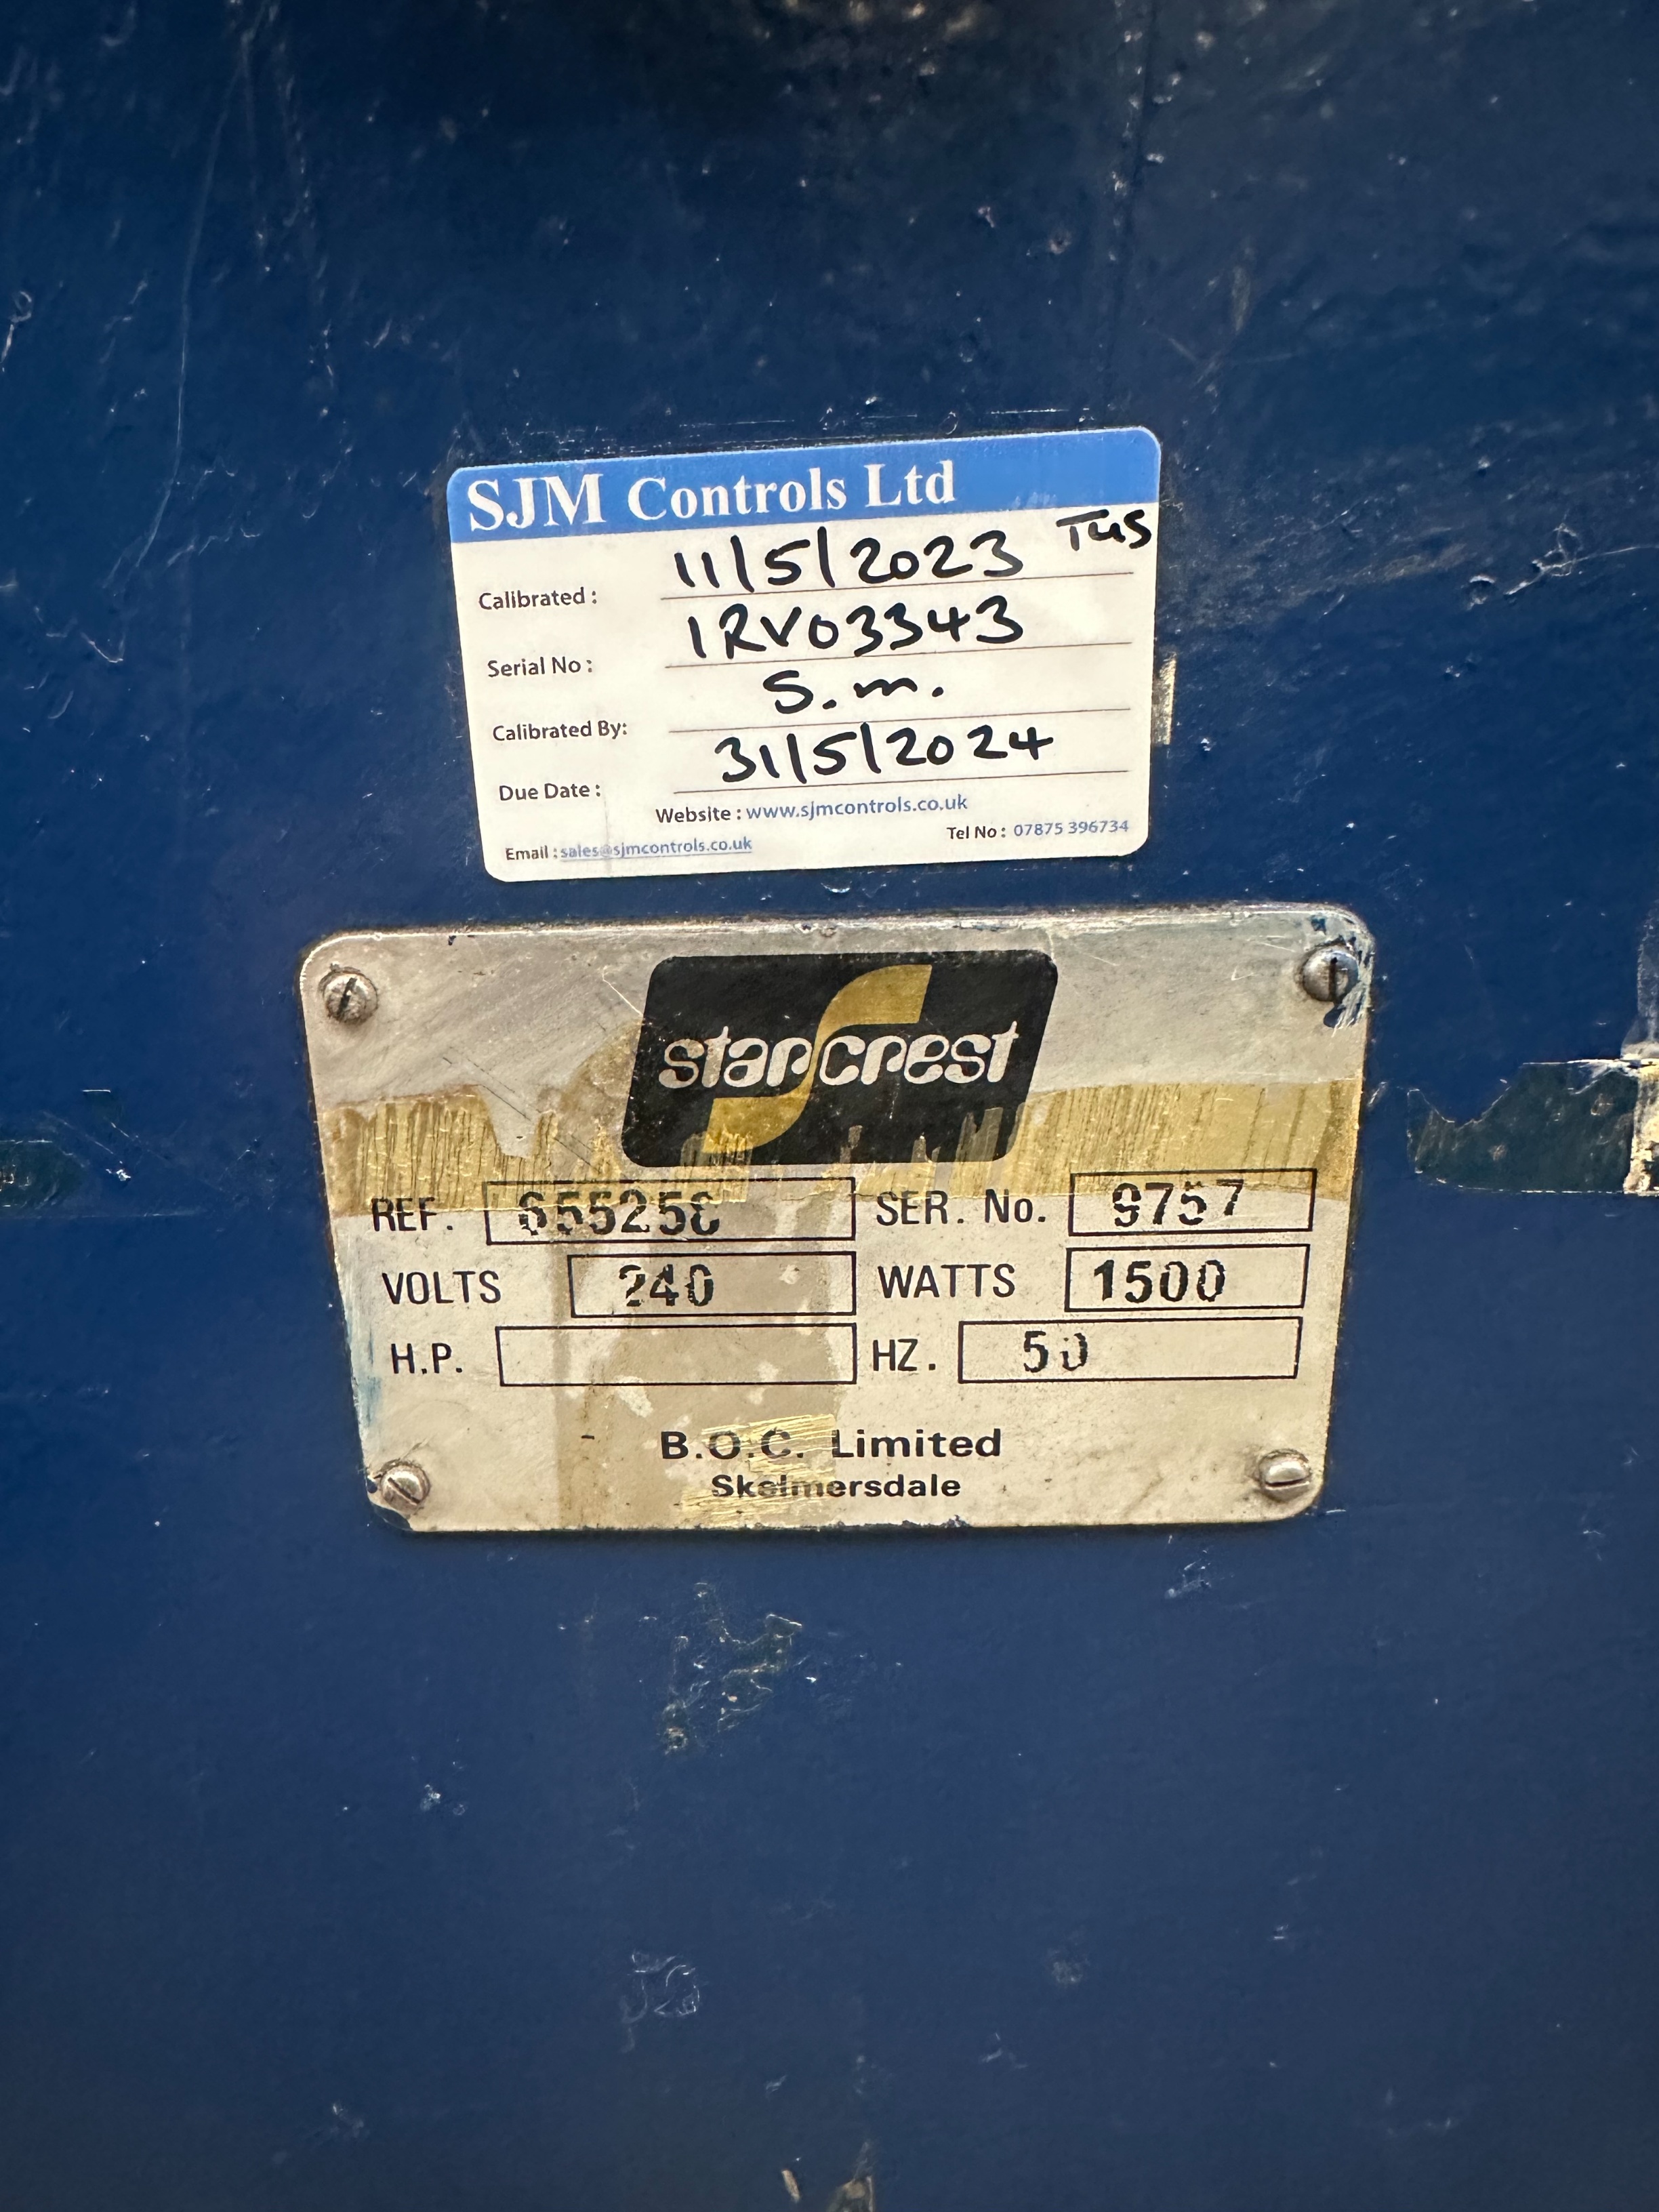 SJM Controls Ltd
TUS
Calibrated : 11/5/2023
Serial No : IRV03343
Calibrated By: S.m.
Due Date : 31/5/2024
Website : www.sjmcontrols.co.uk
Email : sales@sjmcontrols.co.uk Tel No : 07875 396734
starcrest
REF. SER. No. 9757
VOLTS 240 WATTS 1500
H.P. HZ. 50
B.O.C. Limited
Skelmersdale